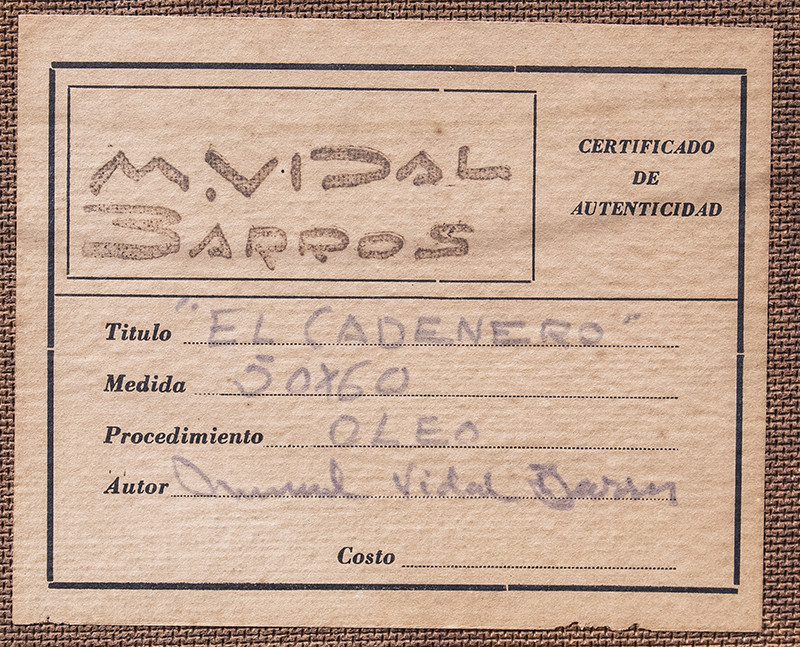 M. VIDAL
BARROS
CERTIFICADO
DE
AUTENTICIDAD
Titulo "EL CADENERO"
Medida 50x60
Procedimiento OLEO
Autor Manuel Vidal Barros
Costo